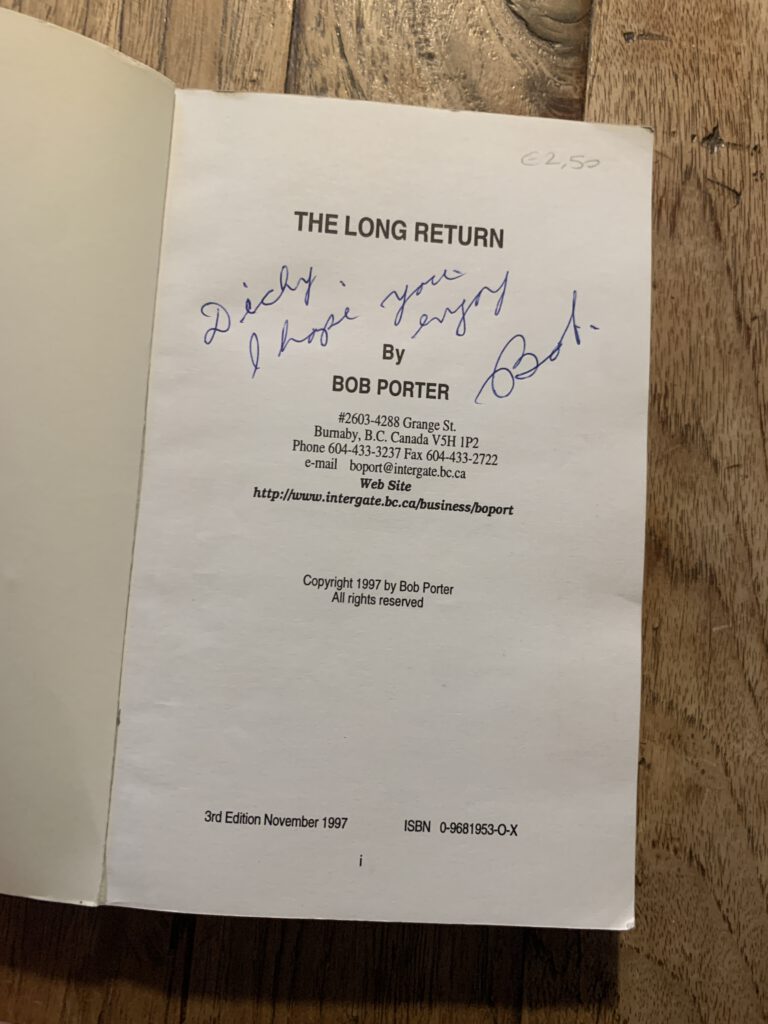 €2,50
THE LONG RETURN
I hope you
enjoy
Bob.
By
BOB PORTER
#2603-4288 Grange St.
Burnaby, B.C. Canada V5H 1P2
Phone 604-433-3237 Fax 604-433-2722
e-mail boport@intergate.bc.ca
Web Site
http://www.intergate.bc.ca/business/boport
Copyright 1997 by Bob Porter
All rights reserved
3rd Edition November 1997 ISBN 0-9681953-O-X
i